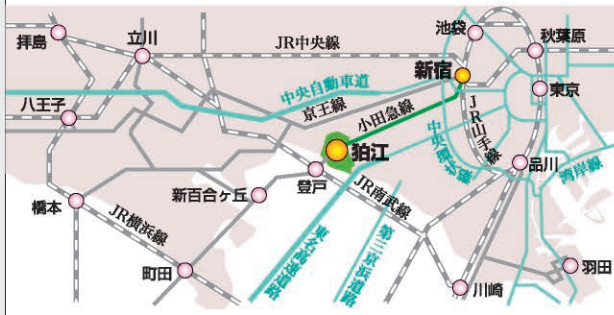 池袋
拝島
立川
JR中央線
秋葉原
新宿
中央自動車道
京王線
小田急線
東京
八王子
JR山手線
中央環状線
狛江
品川
湾岸線
登戸
新百合ヶ丘
JR南武線
橋本
JR横浜線
東名高速道路
第三京浜道路
町田
川崎
羽田